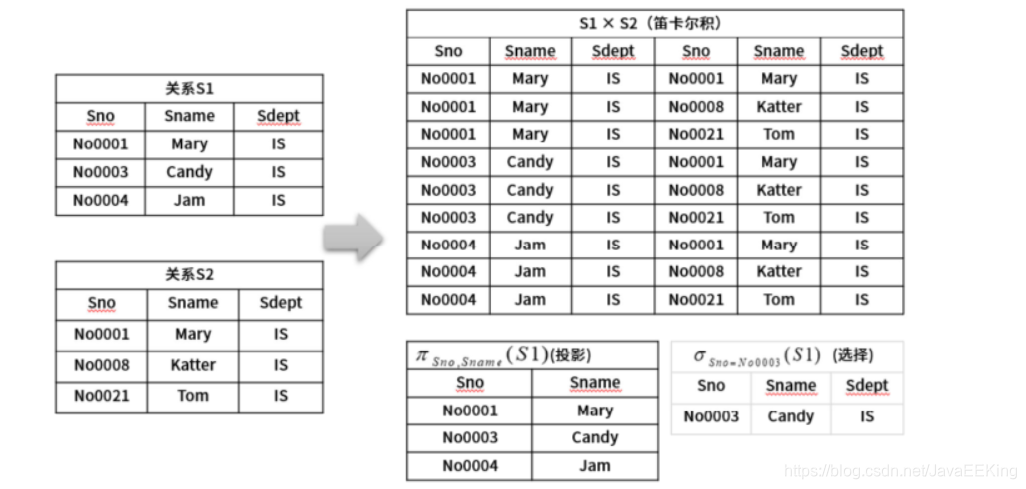 关系S1
Sno Sname Sdept
No0001 Mary IS
No0003 Candy IS
No0004 Jam IS
关系S2
Sno Sname Sdept
No0001 Mary IS
No0008 Katter IS
No0021 Tom IS
S1 × S2（笛卡尔积）
Sno Sname Sdept Sno Sname Sdept
No0001 Mary IS No0001 Mary IS
No0001 Mary IS No0008 Katter IS
No0001 Mary IS No0021 Tom IS
No0003 Candy IS No0001 Mary IS
No0003 Candy IS No0008 Katter IS
No0003 Candy IS No0021 Tom IS
No0004 Jam IS No0001 Mary IS
No0004 Jam IS No0008 Katter IS
No0004 Jam IS No0021 Tom IS
π Sno,Sname (S1)(投影)
Sno Sname
No0001 Mary
No0003 Candy
No0004 Jam
σ Sno=No0003 (S1) (选择)
Sno Sname Sdept
No0003 Candy IS
https://blog.csdn.net/JavaEEKing